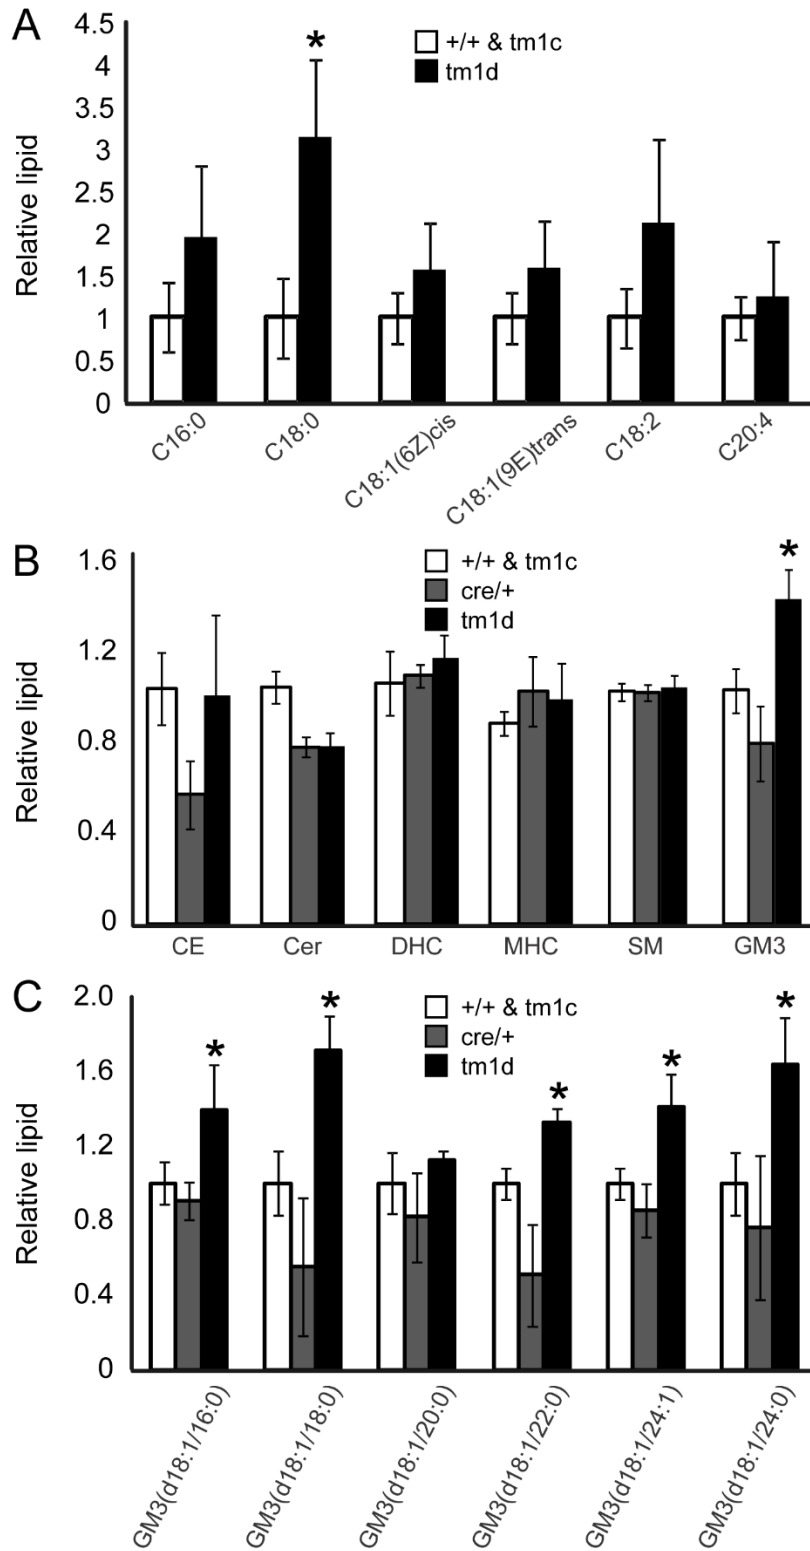 A
4.5
4
3.5
3
2.5
2
1.5
1
0.5
0
Relative lipid
*
+/+ & tm1c
tm1d
C16:0
C18:0
C18:1(6Z)cis
C18:1(9E)trans
C18:2
C20:4
B
1.6
1.2
0.8
0.4
0
Relative lipid
+/+ & tm1c
cre/+
tm1d
*
CE
Cer
DHC
MHC
SM
GM3
C
2.0
1.6
1.2
0.8
0.4
0
Relative lipid
+/+ & tm1c
cre/+
tm1d
*
*
*
*
*
GM3(d18:1/16:0)
GM3(d18:1/18:0)
GM3(d18:1/20:0)
GM3(d18:1/22:0)
GM3(d18:1/24:1)
GM3(d18:1/24:0)